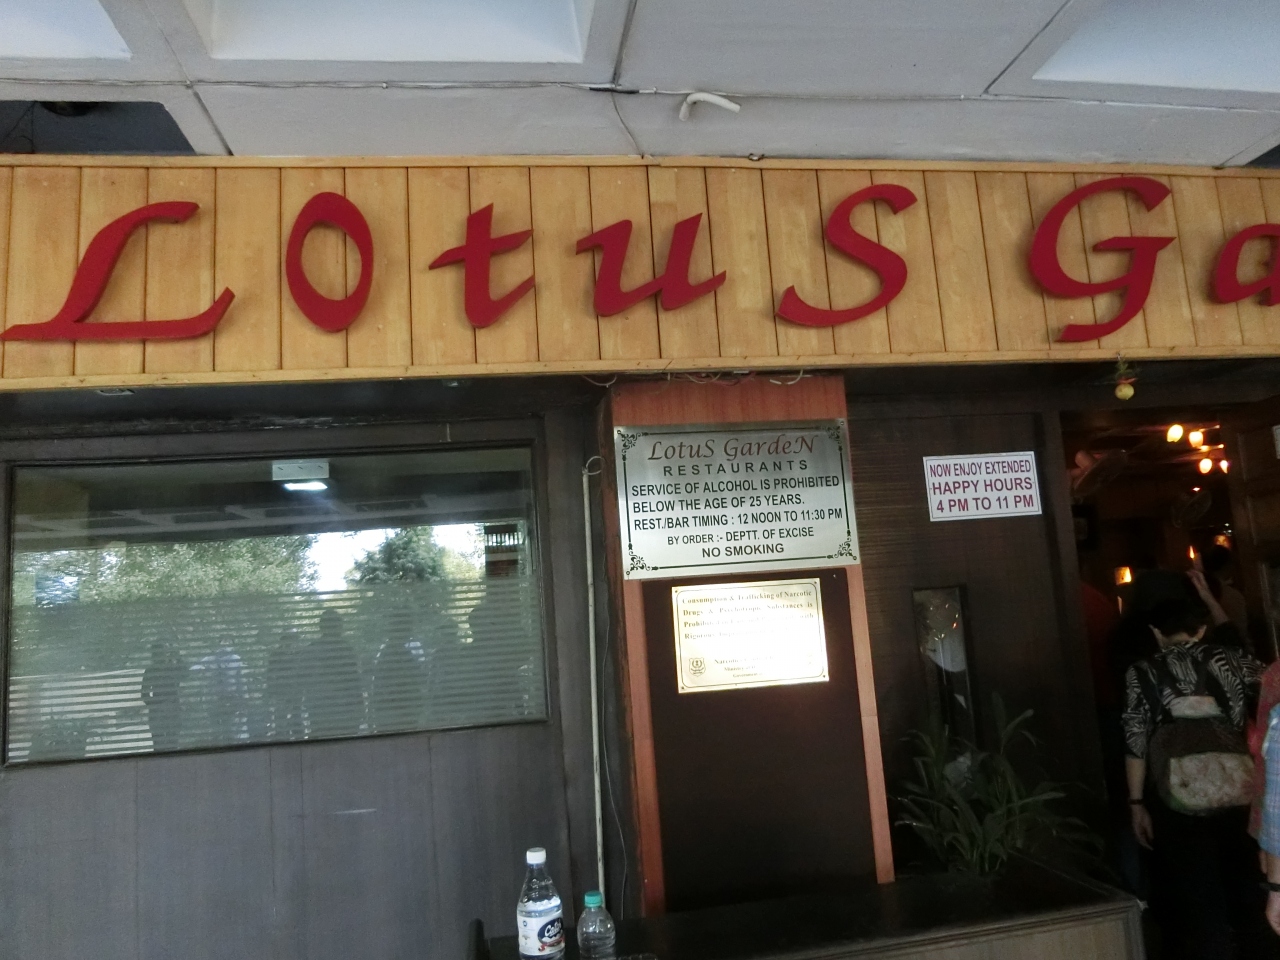 LotuS Ga
LotuS GardeN
RESTAURANTS
SERVICE OF ALCOHOL IS PROHIBITED
BELOW THE AGE OF 25 YEARS.
REST./BAR TIMING : 12 NOON TO 11:30 PM
BY ORDER :- DEPTT. OF EXCISE
NO SMOKING
NOW ENJOY EXTENDED
HAPPY HOURS
4 PM TO 11 PM
Consumption & Trafficking of Narcotic
Drugs & Psychotropic Substances is
Prohibited
Rigorous